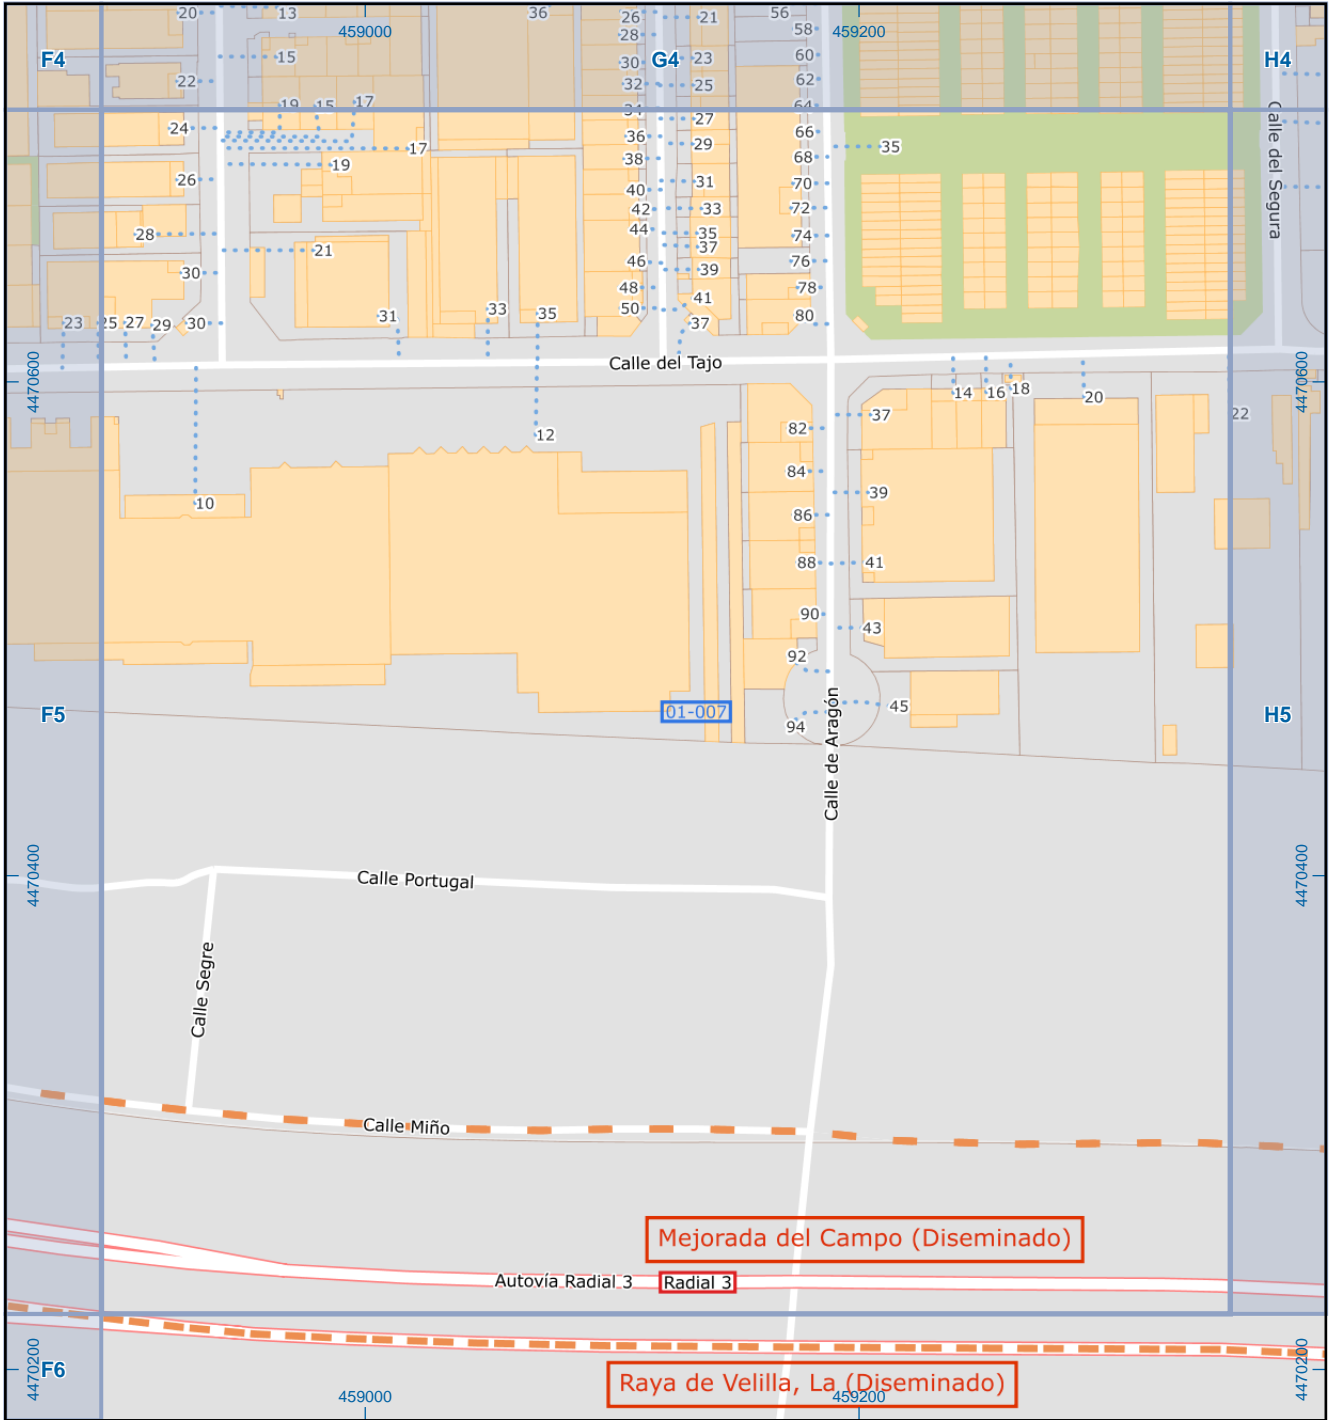 20 13 36 26 21 56
459000 459200
28 58
F4 15 30 G4 23 60 H4
22 32 25 62
19 15 17 34 64
24 36 27 66
17 29 35
19 38 68
26 40 31 70
42 33 72
28 44 35 74
21 37
46 39 76
30 48 41 78
31 33 35 50 37 80
23 25 27 29 30
Calle del Segura
Calle del Tajo
4470600 4470600
14 16 18 20
12 82 37 22
84
10 39
86
88 41
90 43
92
F5 01-007 45 H5
94
Calle de Aragón
4470400 4470400
Calle Portugal
Calle Segre
Calle Miño
Mejorada del Campo (Diseminado)
Autovía Radial 3 Radial 3
4470200 F6 4470200
Raya de Velilla, La (Diseminado)
459000 459200